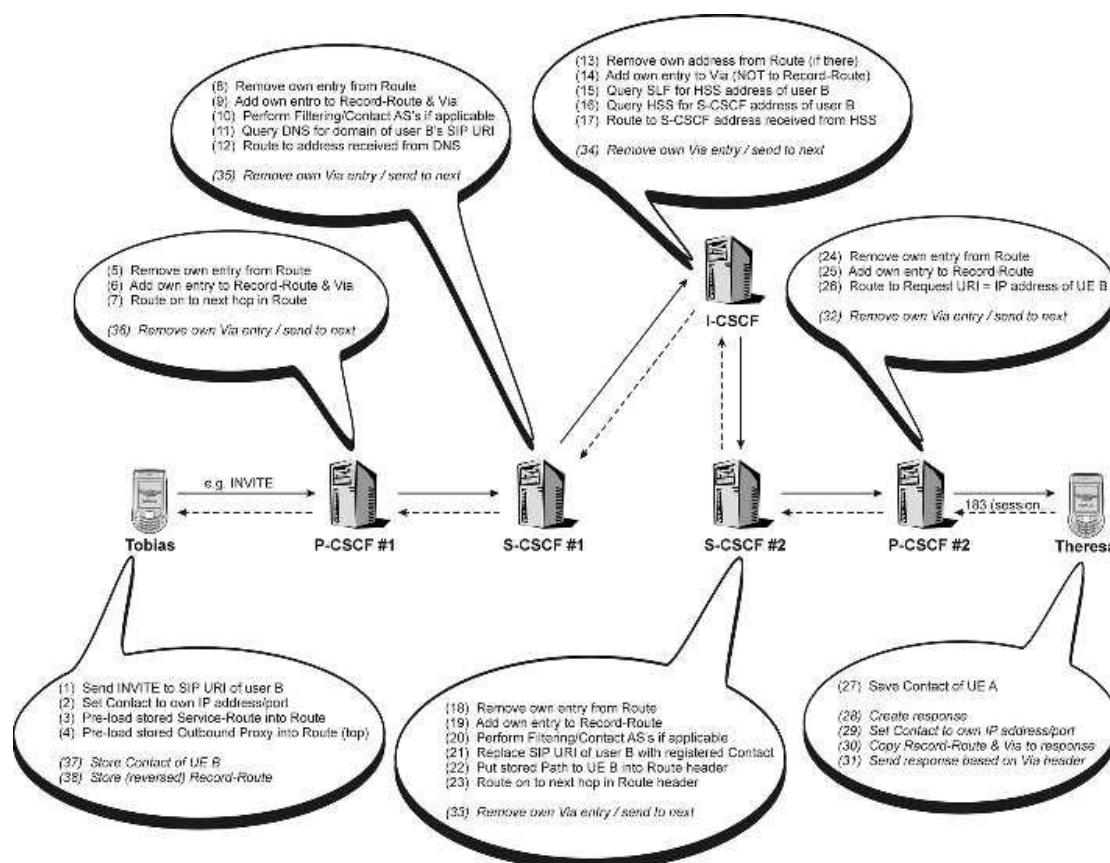 (8) Remove own entry from Route
(9) Add own entro to Record-Route & Via
(10) Perform Filtering/Contact AS's if applicable
(11) Query DNS for domain of user B's SIP URI
(12) Route to address received from DNS
(35) Remove own Via entry / send to next
(13) Remove own address from Route (if there)
(14) Add own entry to Via (NOT to Record-Route)
(15) Query SLF for HSS address of user B
(16) Query HSS for S-CSCF address of user B
(17) Route to S-CSCF address received from HSS
(34) Remove own Via entry / send to next
(5) Remove own entry from Route
(6) Add own entry to Record-Route & Via
(7) Route on to next hop in Route
(36) Remove own Via entry / send to next
(24) Remove own entry from Route
(25) Add own entry to Record-Route
(26) Route to Request URI = IP address of UE B
(32) Remove own Via entry / send to next
I-CSCF
e.g. INVITE
183 (session
Tobias
P-CSCF #1
S-CSCF #1
S-CSCF #2
P-CSCF #2
Theresa
(1) Send INVITE to SIP URI of user B
(2) Set Contact to own IP address/port
(3) Pre-load stored Service-Route into Route
(4) Pre-load stored Outbound Proxy into Route (top)
(37) Store Contact of UE B
(38) Store (reversed) Record-Route
(18) Remove own entry from Route
(19) Add own entry to Record-Route
(20) Perform Filtering/Contact AS's if applicable
(21) Replace SIP URI of user B with registered Contact
(22) Put stored Path to UE B into Route header
(23) Route on to next hop in Route header
(33) Remove own Via entry / send to next
(27) Save Contact of UE A
(28) Create response
(29) Set Contact to own IP address/port
(30) Copy Record-Route & Via to response
(31) Send response based on Via header